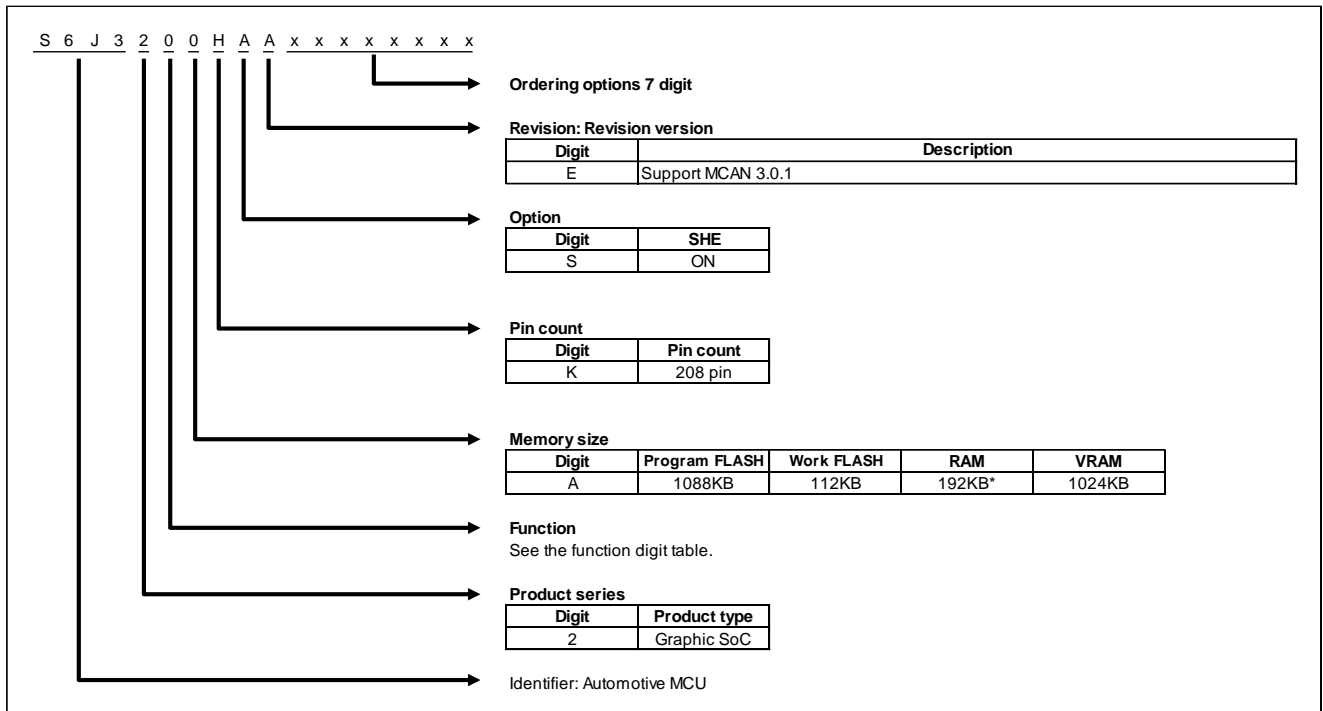 S 6 J 3 2 0 0 H A A x x x x x x x x
Ordering options 7 digit
Revision: Revision version
Digit Description
E Support MCAN 3.0.1
Option
Digit SHE
S ON
Pin count
Digit Pin count
K 208 pin
Memory size
Digit Program FLASH Work FLASH RAM VRAM
A 1088KB 112KB 192KB* 1024KB
Function
See the function digit table.
Product series
Digit Product type
2 Graphic SoC
Identifier: Automotive MCU